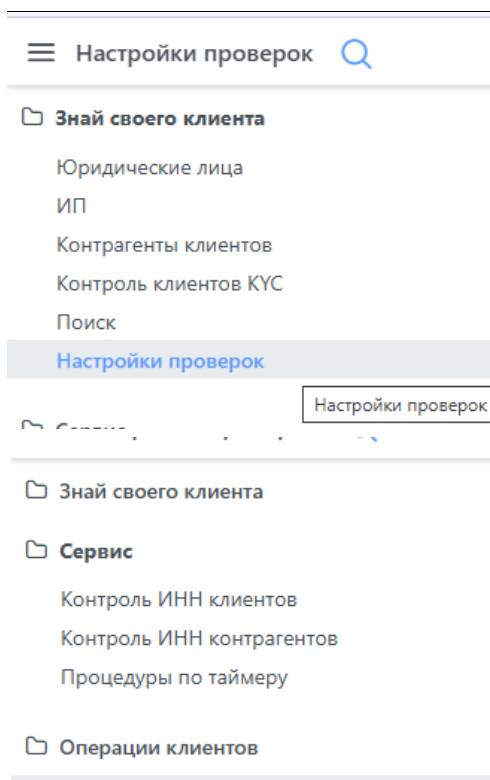 Настройки проверок
Знай своего клиента
Юридические лица
ИП
Контрагенты клиентов
Контроль клиентов KYC
Поиск
Настройки проверок
Настройки проверок
Знай своего клиента
Сервис
Контроль ИНН клиентов
Контроль ИНН контрагентов
Процедуры по таймеру
Операции клиентов